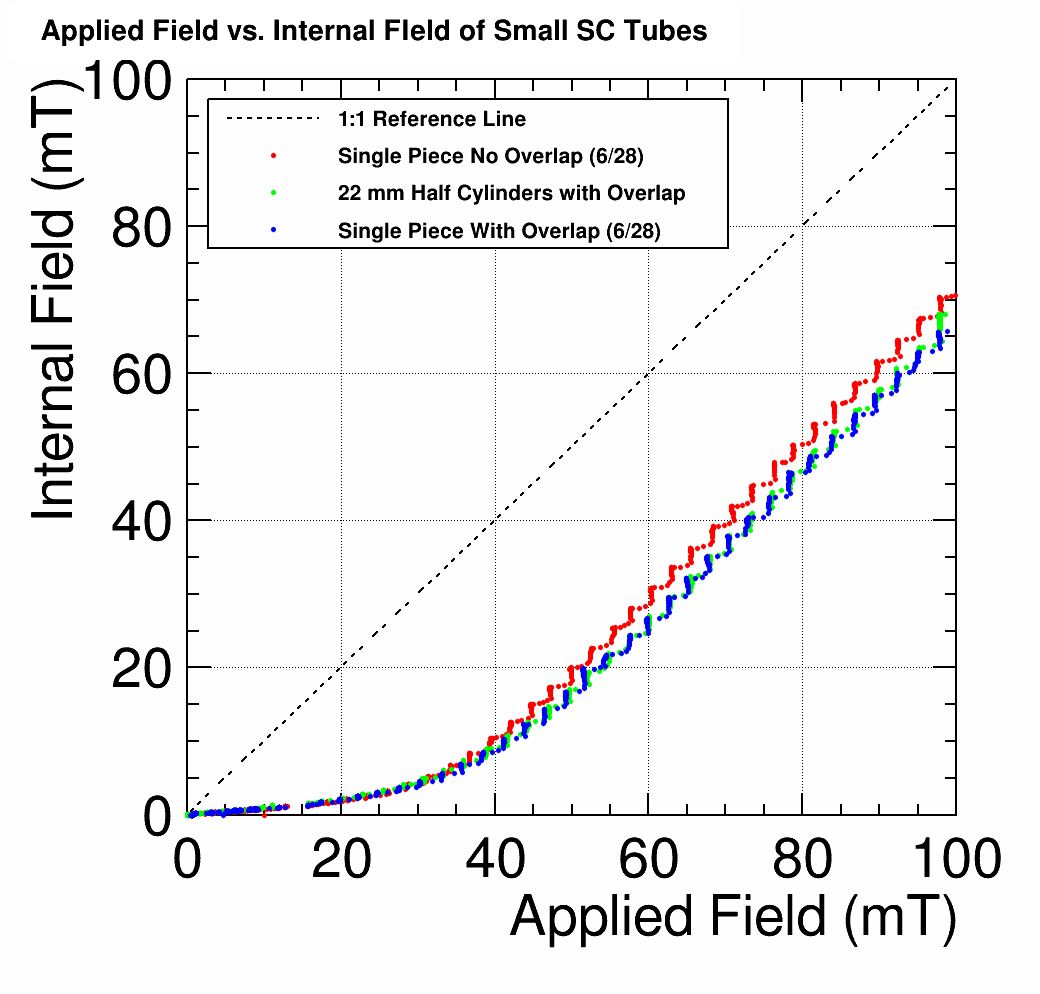 Applied Field vs. Internal FIeld of Small SC Tubes
Internal Field (mT)
100
80
60
40
20
0
1:1 Reference Line
Single Piece No Overlap (6/28)
22 mm Half Cylinders with Overlap
Single Piece With Overlap (6/28)
0 20 40 60 80 100
Applied Field (mT)